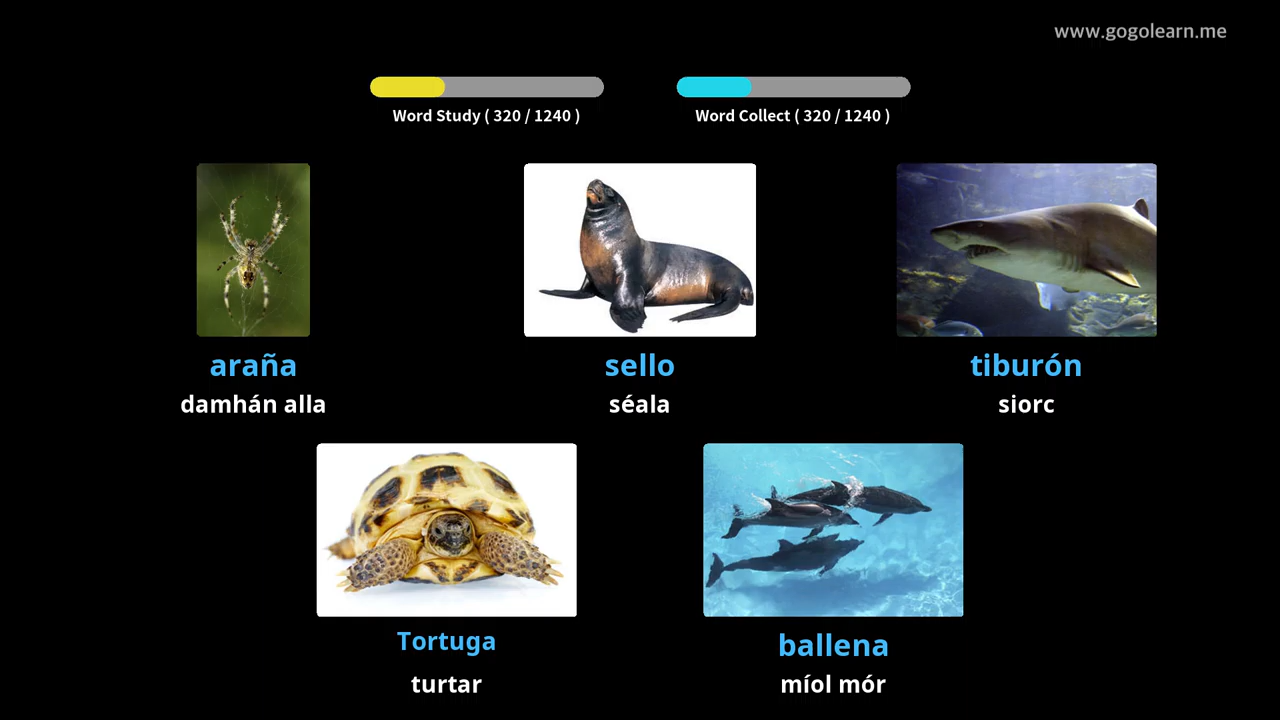 www.gogolearn.me
Word Study ( 320 / 1240 )
Word Collect ( 320 / 1240 )
araña
damhán alla
sello
séala
tiburón
siorc
Tortuga
turtar
ballena
míol mór